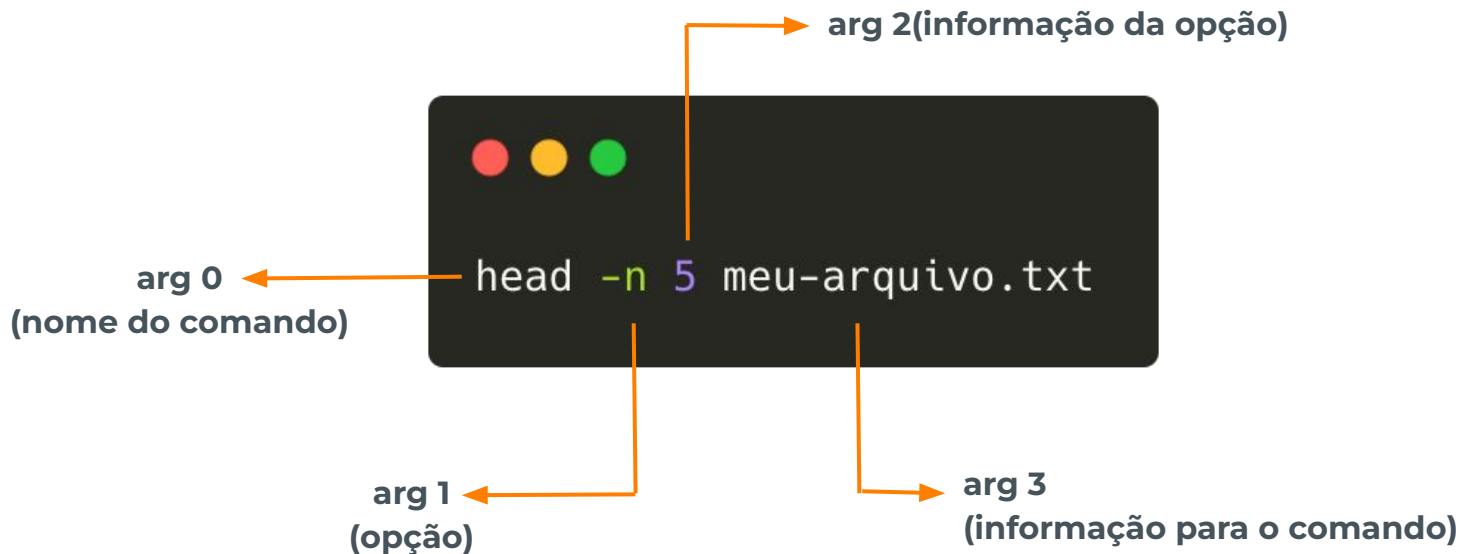 arg 2(informação da opção)
head -n 5 meu-arquivo.txt
arg 0
(nome do comando)
arg 1
(opção)
arg 3
(informação para o comando)